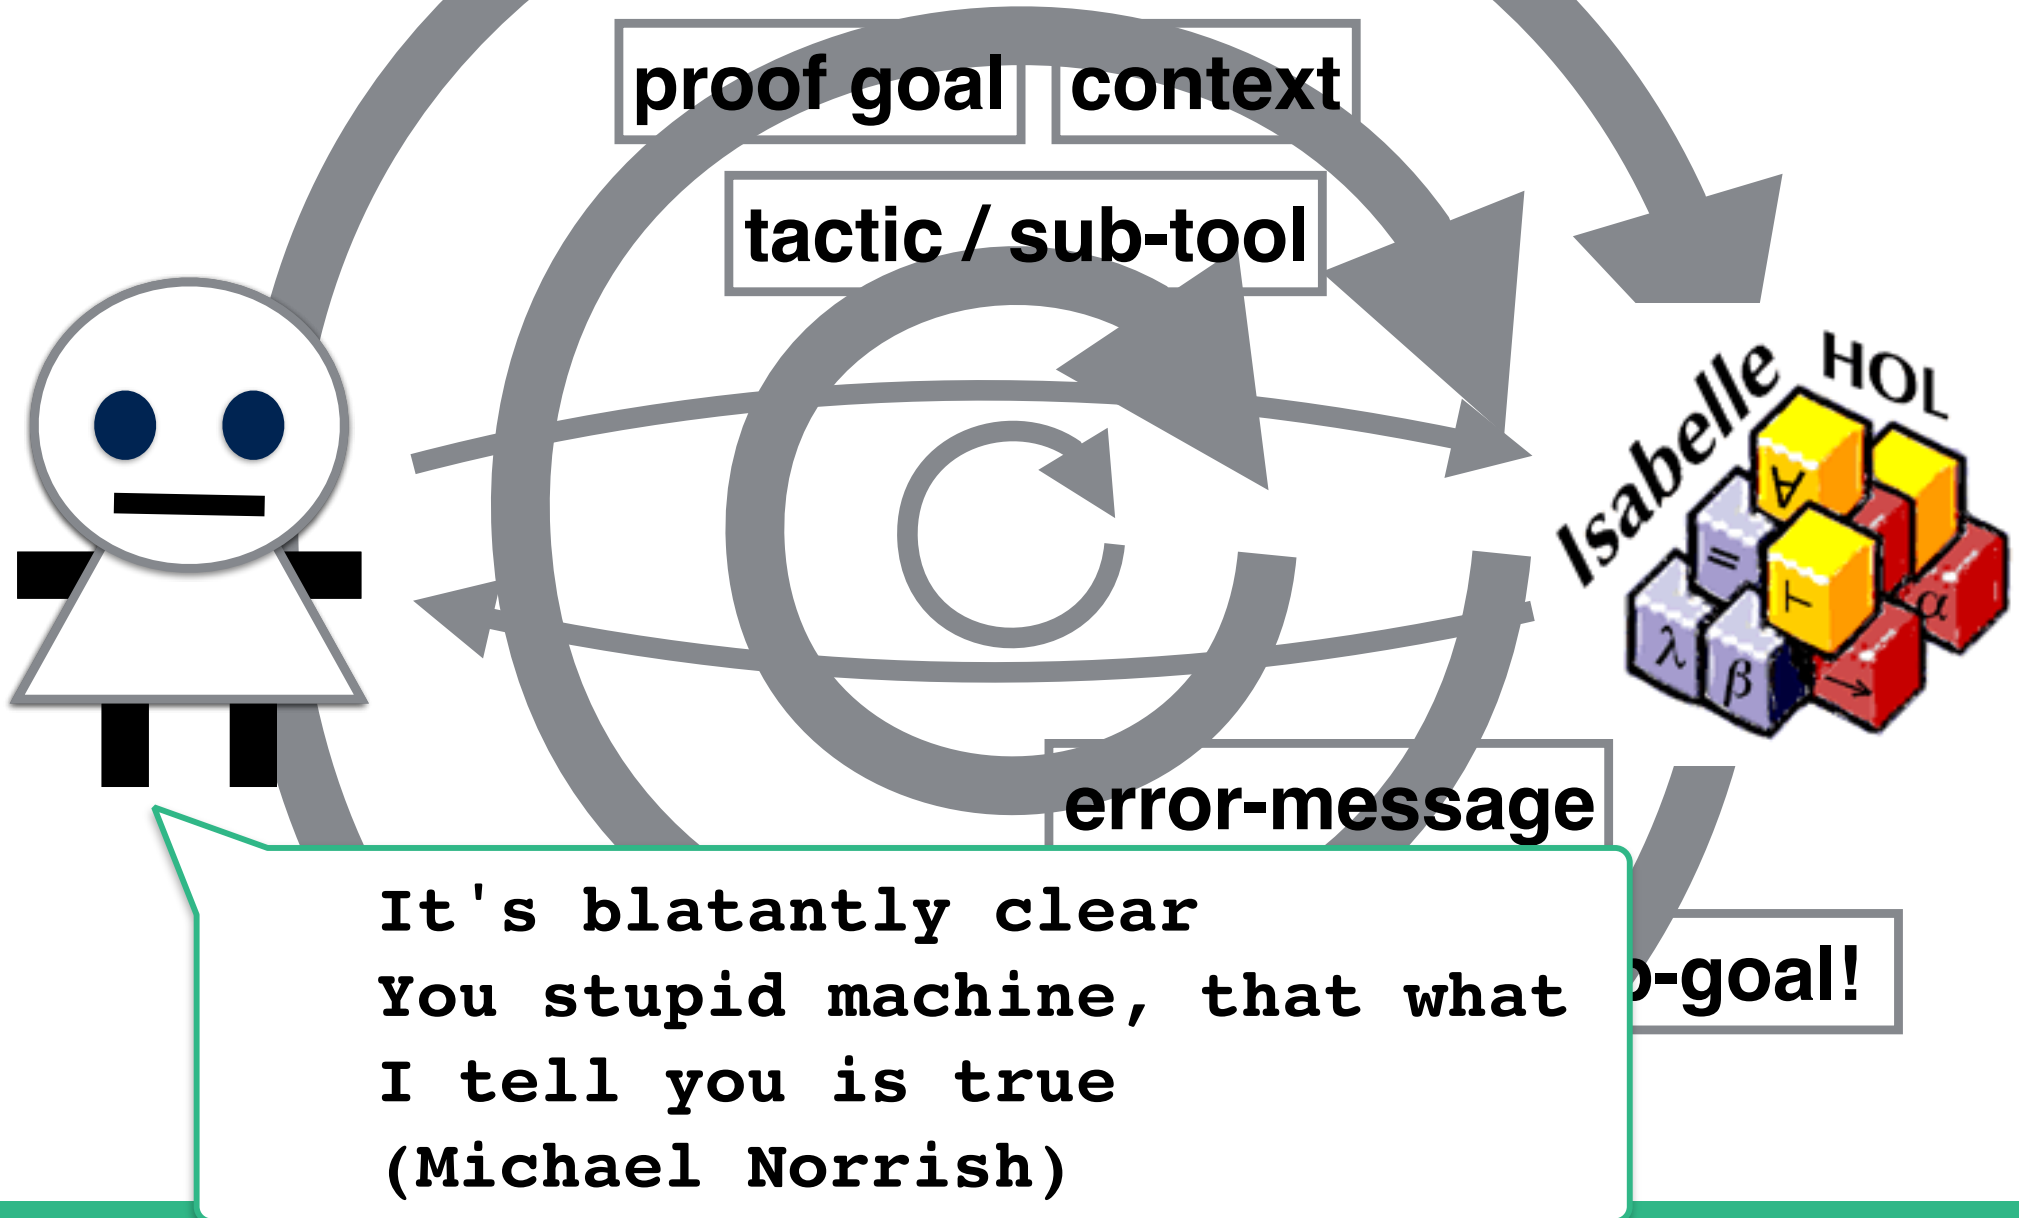 proof goal context
tactic / sub-tool
Isabelle HOL
∀
=
⊢
α
λ β →
error-message
-goal!
It's blatantly clear
You stupid machine, that what
I tell you is true
(Michael Norrish)